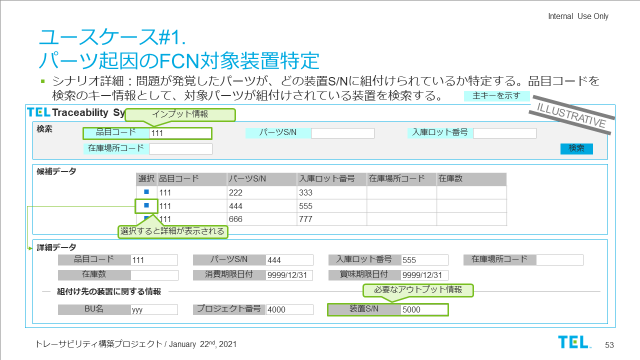 Internal Use Only
ユースケース#1.
パーツ起因のFCN対象装置特定
▪ シナリオ詳細：問題が発覚したパーツが、どの装置S/Nに組付けられているか特定する。品目コードを
検索のキー情報として、対象パーツが組付けされている装置を検索する。
主キーを示す
ILLUSTRATIVE
TEL Traceability Sy
インプット情報
検索
品目コード 111 パーツS/N 入庫ロット番号
在庫場所コード 検索
候補データ
選択 品目コード パーツS/N 入庫ロット番号 在庫場所コード 在庫数
■ 111 222 333
■ 111 444 555
■ 111 666 777
選択すると詳細が表示される
詳細データ
品目コード 111 パーツS/N 444 入庫ロット番号 555 在庫場所コード
在庫数 消費期限日付 9999/12/31 賞味期限日付 9999/12/31
組付け先の装置に関する情報
必要なアウトプット情報
BU名 yyy プロジェクト番号 4000 装置S/N 5000
トレーサビリティ構築プロジェクト / January 22nd, 2021
TEL
53